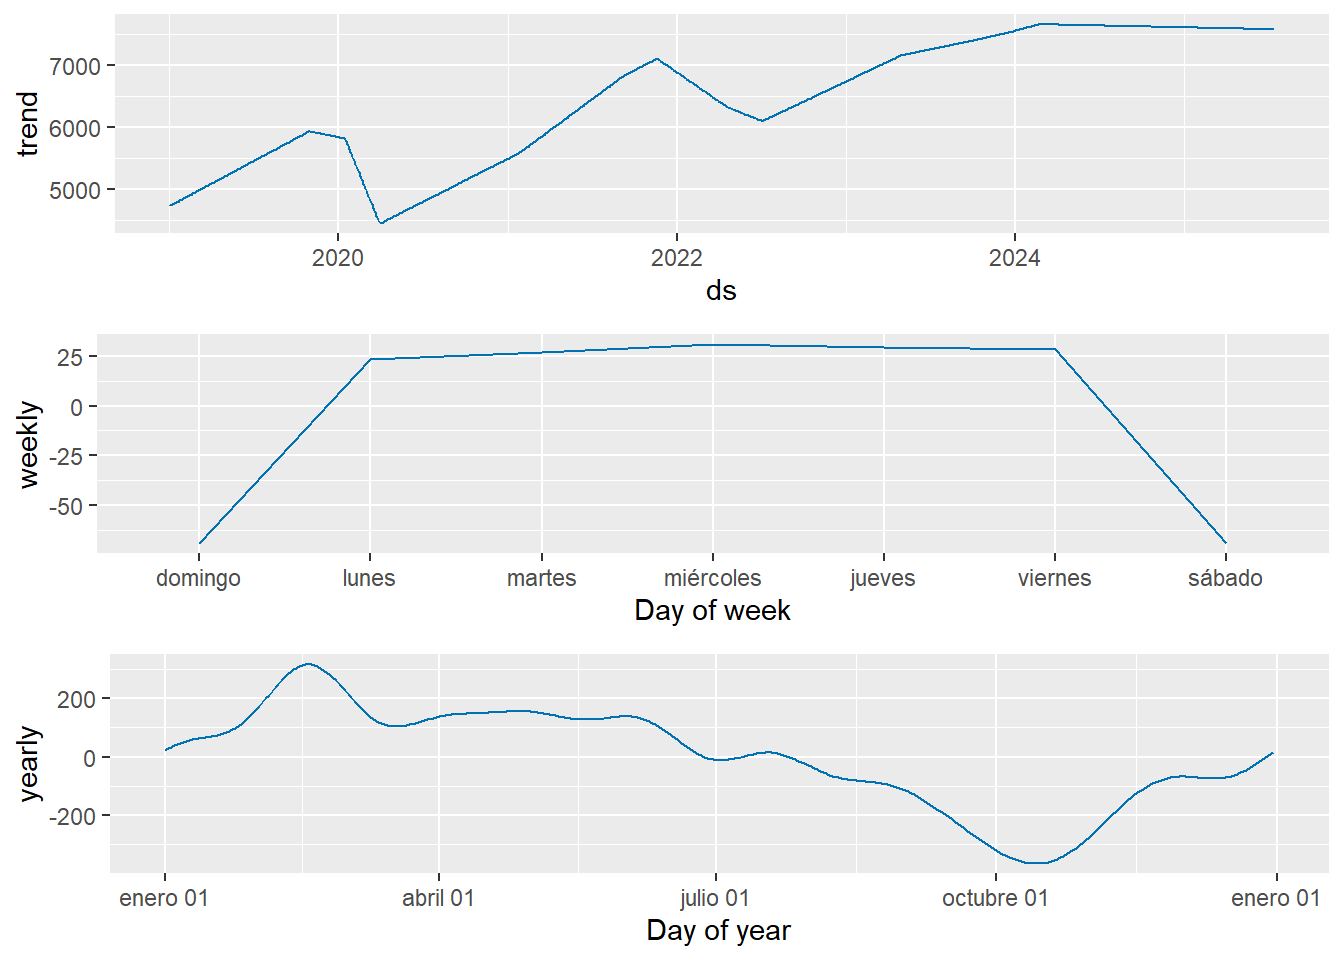 trend
7000
6000
5000
2020 2022 2024
ds
weekly
25
0
-25
-50
domingo lunes martes miércoles jueves viernes sábado
Day of week
yearly
200
0
-200
enero 01 abril 01 julio 01 octubre 01 enero 01
Day of year